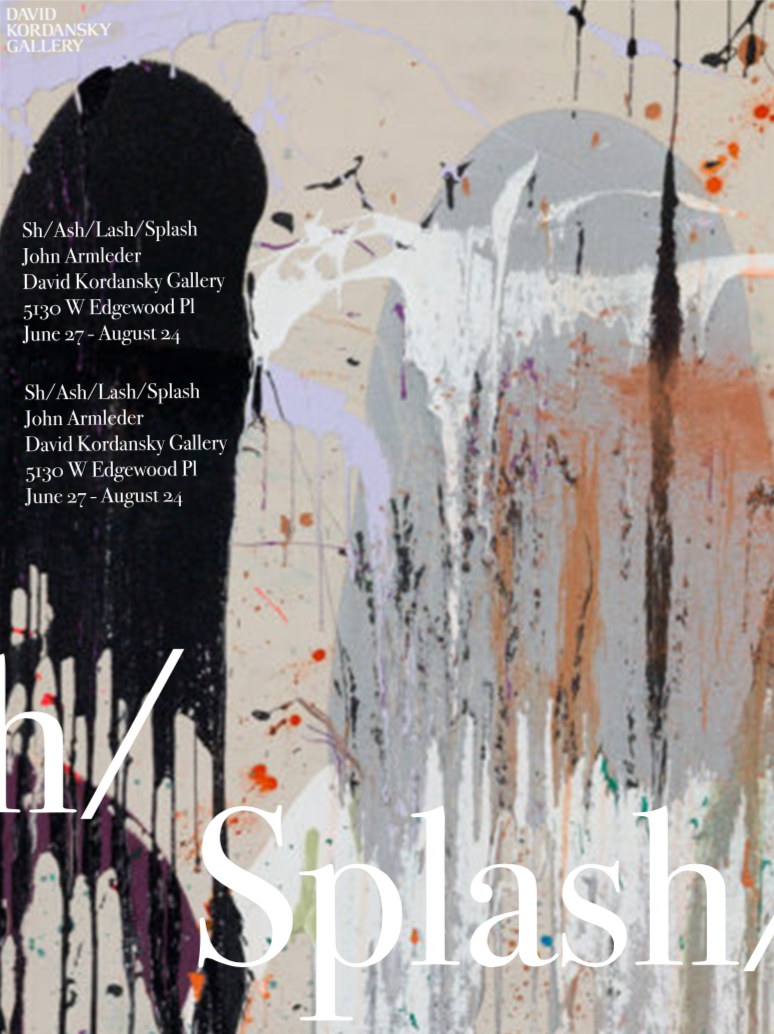 DAVID
KORDANSKY
GALLERY
Sh/Ash/Lash/Splash
John Armleder
David Kordansky Gallery
5130 W Edgewood Pl
June 27 - August 24
Sh/Ash/Lash/Splash
John Armleder
David Kordansky Gallery
5130 W Edgewood Pl
June 27 - August 24
h/
Splash/